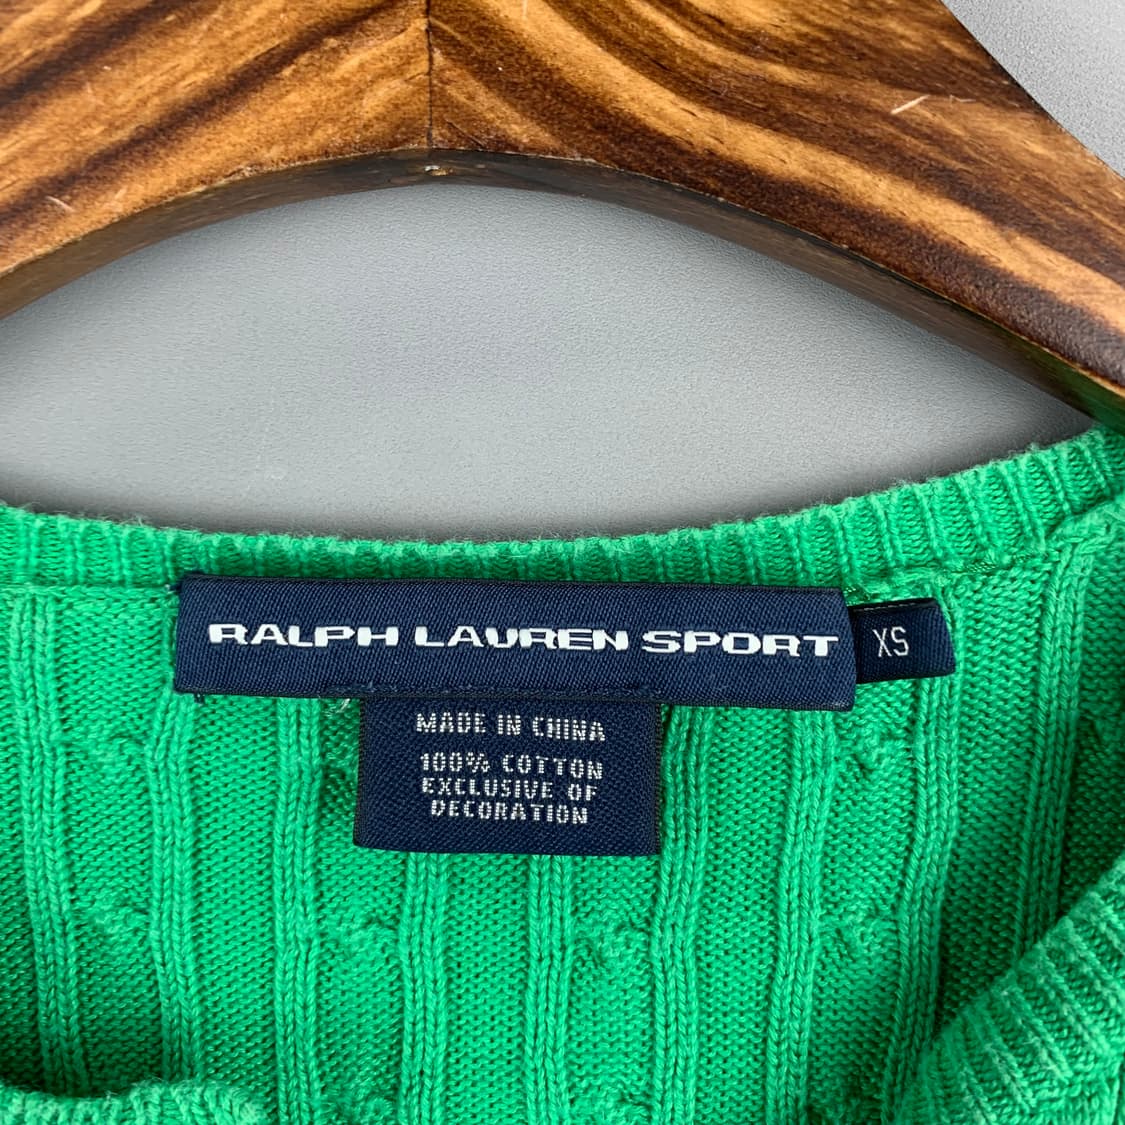 RALPH LAUREN SPORT
XS
MADE IN CHINA
100% COTTON
EXCLUSIVE OF
DECORATION